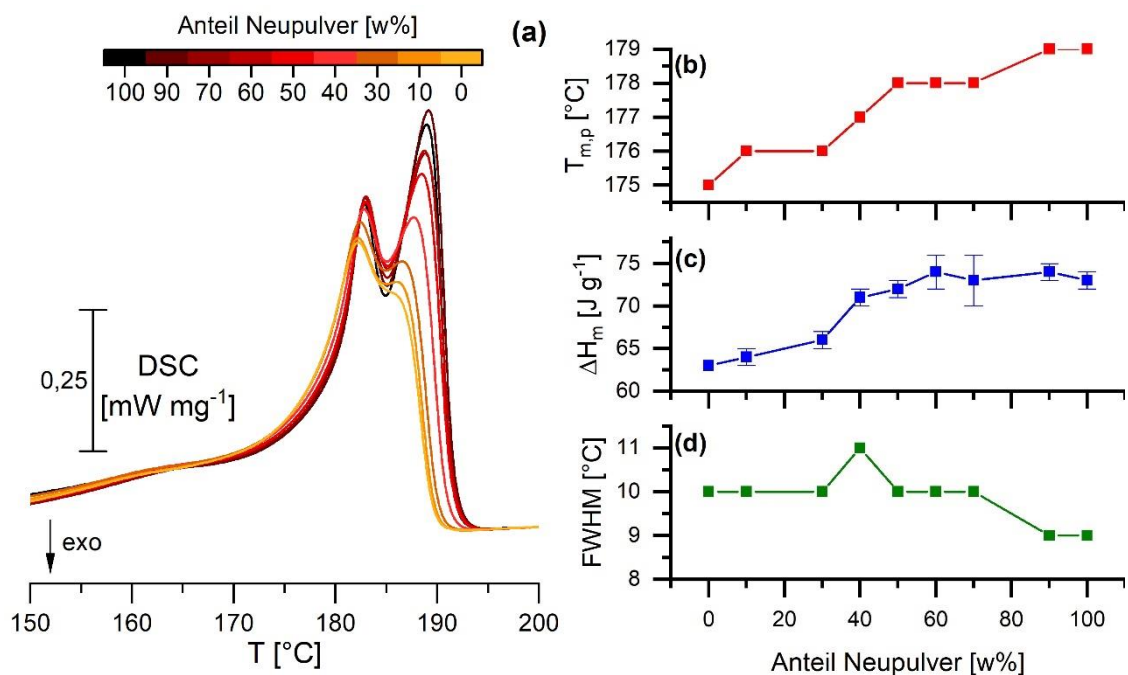 Anteil Neupulver [w%]
100 90 70 60 50 40 30 10 0
(a)
0,25
DSC
[mW mg⁻¹]
exo
150 160 170 180 190 200
T [°C]
(b)
179
178
177
176
175
Tm,p [°C]
(c)
75
70
65
60
ΔHm [J g⁻¹]
(d)
11
10
9
8
FWHM [°C]
0 20 40 60 80 100
Anteil Neupulver [w%]